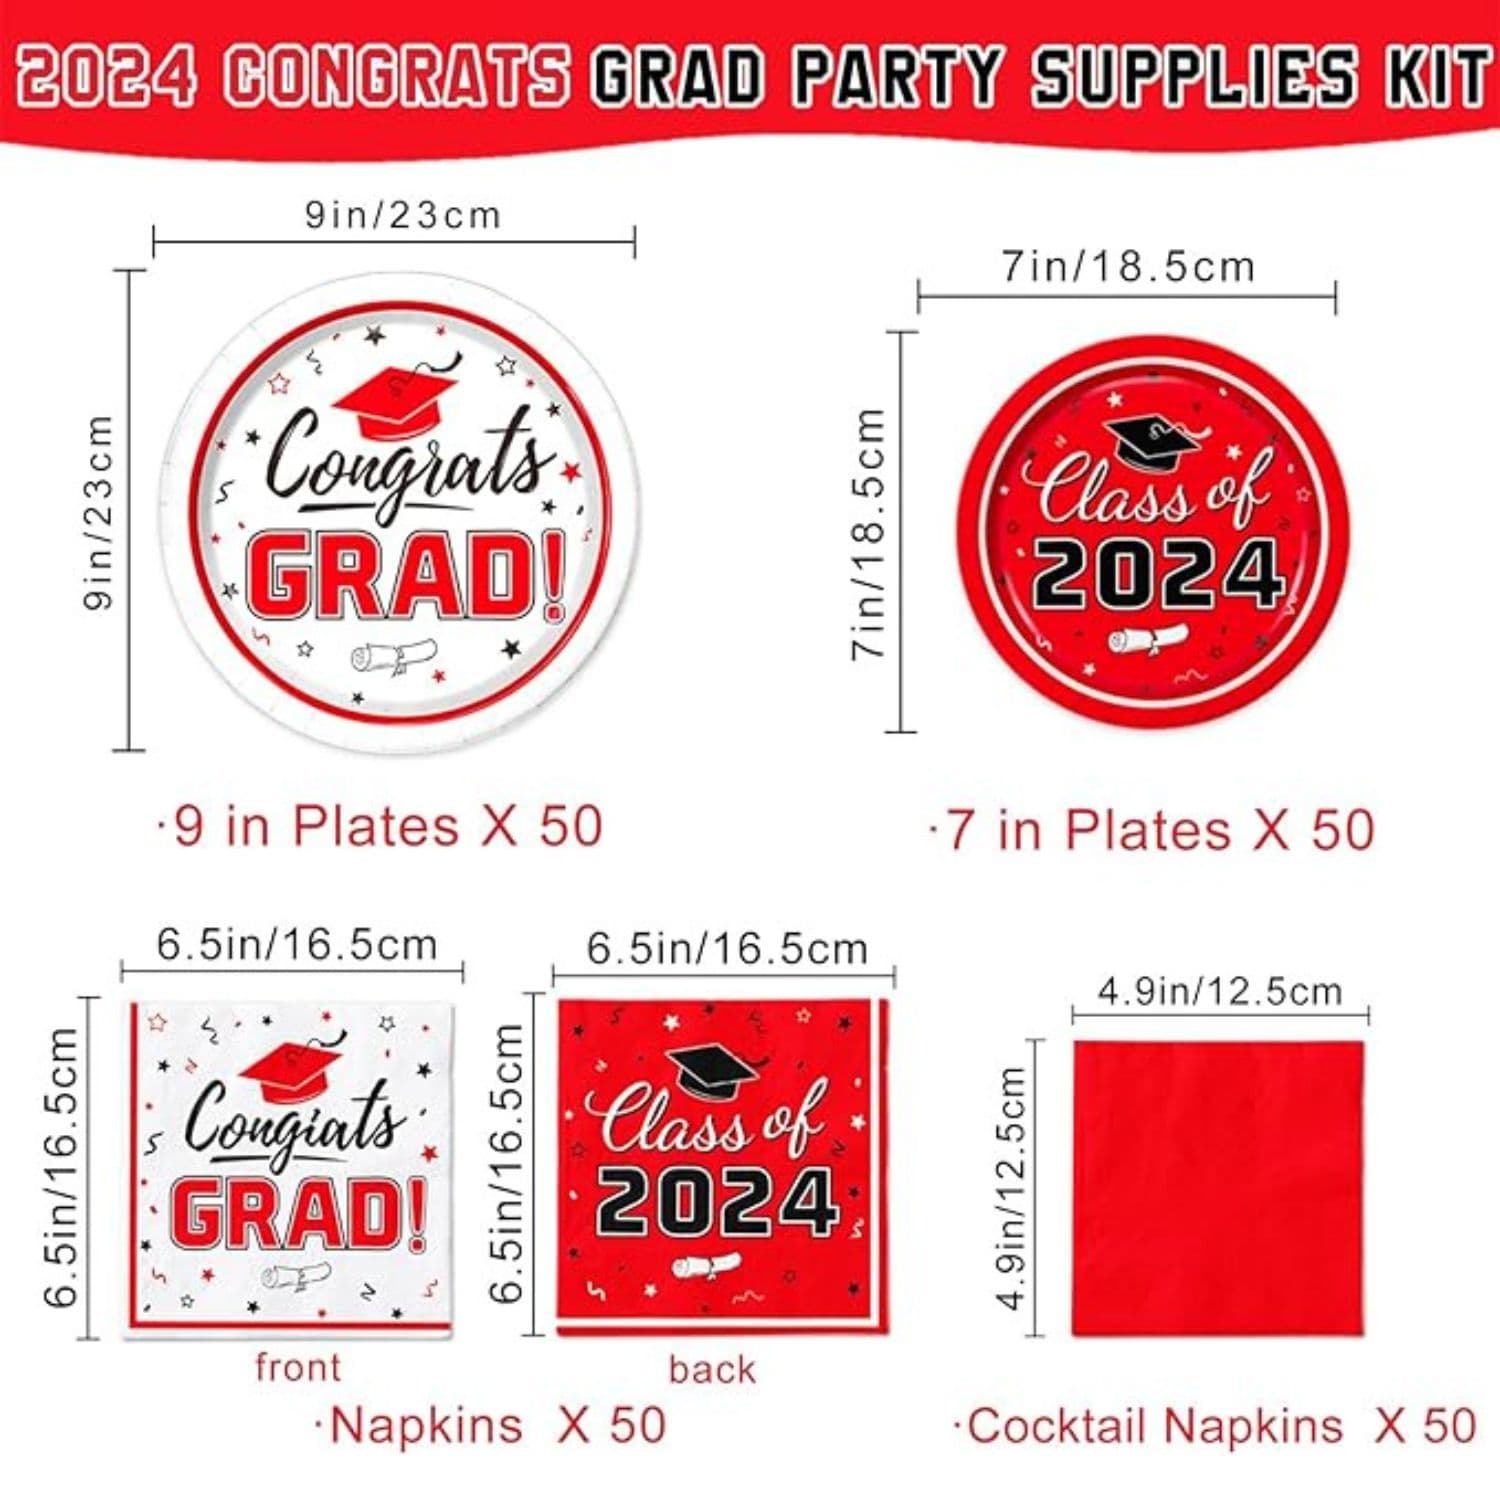 2024 CONGRATS GRAD PARTY SUPPLIES KIT
9in/23cm
9in/23cm
Congrats
GRAD!
·9 in Plates X 50
7in/18.5cm
7in/18.5cm
Class of
2024
·7 in Plates X 50
6.5in/16.5cm
6.5in/16.5cm
Congiats
GRAD!
front
6.5in/16.5cm
6.5in/16.5cm
Class of
2024
back
·Napkins X 50
4.9in/12.5cm
4.9in/12.5cm
·Cocktail Napkins X 50